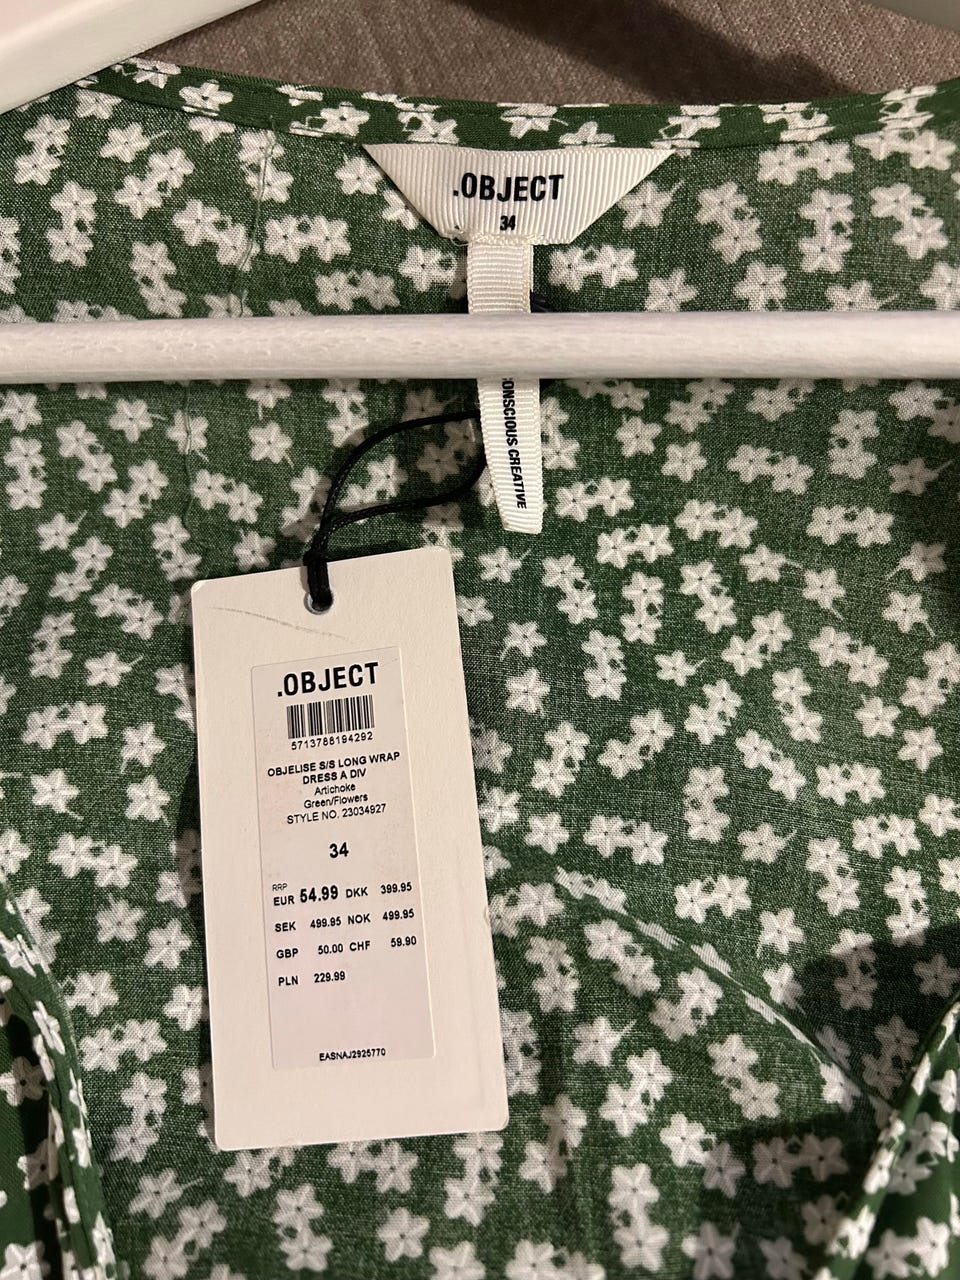 .OBJECT
34
CONSCIOUS CREATIVE
.OBJECT
5713788194292
OBJELISE S/S LONG WRAP
DRESS A DIV
Artichoke
Green/Flowers
STYLE NO. 23034927
34
RRP
EUR 54.99 DKK 399.95
SEK 499.95 NOK 499.95
GBP 50.00 CHF 59.90
PLN 229.99
EASNAJ2925770